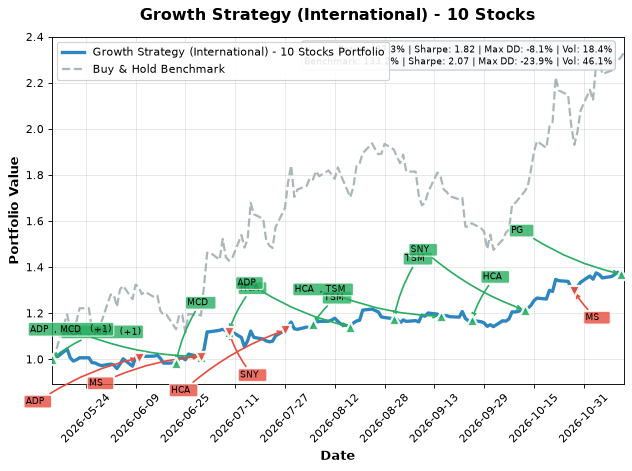 Growth Strategy (International) - 10 Stocks
Growth Strategy (International) - 10 Stocks Portfolio
Buy & Hold Benchmark
3% | Sharpe: 1.82 | Max DD: -8.1% | Vol: 18.4%
% | Sharpe: 2.07 | Max DD: -23.9% | Vol: 46.1%
Portfolio Value
2.4
2.2
2.0
1.8
1.6
1.4
1.2
1.0
PG
SNY
TSM
HCA
ADP
HCA , TSM
TSM
MCD
ADP , MCD (+1)
(+1)
MS
SNY
MS
HCA
ADP
2026-05-24
2026-06-09
2026-06-25
2026-07-11
2026-07-27
2026-08-12
2026-08-28
2026-09-13
2026-09-29
2026-10-15
2026-10-31
Date